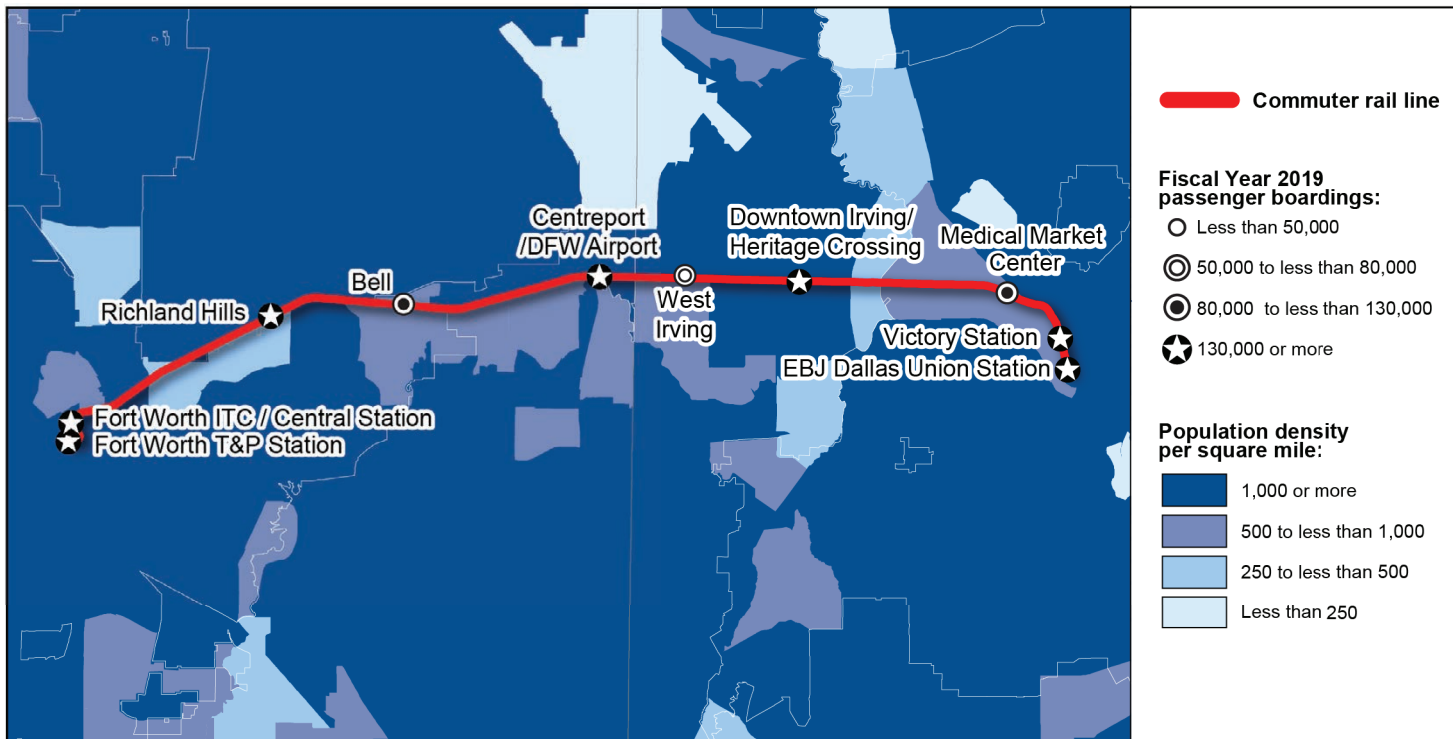 Centreport
/DFW Airport
Downtown Irving/
Heritage Crossing
Medical Market
Center
Bell
Richland Hills
West
Irving
Victory Station
EBJ Dallas Union Station
Fort Worth ITC / Central Station
Fort Worth T&P Station
Commuter rail line
Fiscal Year 2019
passenger boardings:
Less than 50,000
50,000 to less than 80,000
80,000 to less than 130,000
130,000 or more
Population density
per square mile:
1,000 or more
500 to less than 1,000
250 to less than 500
Less than 250